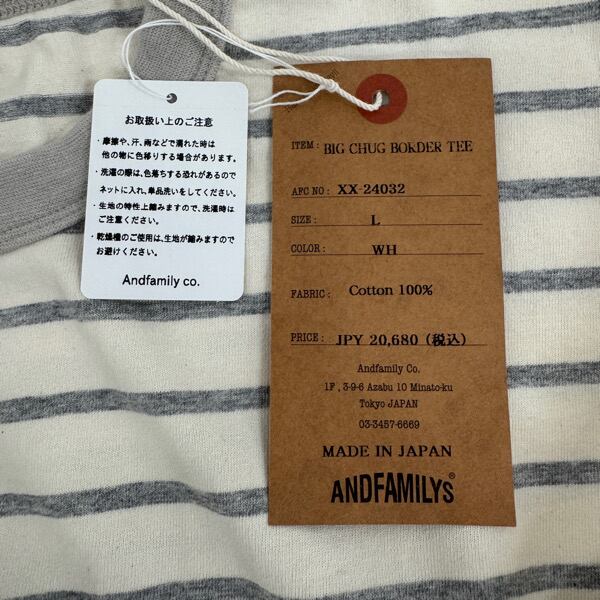 お取扱い上のご注意
・摩擦や、汗、雨などで濡れた時は
他の物に色移りする場合があります。
・洗濯の際は、色落ちする恐れがあるので
ネットに入れ、単品洗いをしてください。
・生地の特性上縮みますので、洗濯時は
ご注意ください。
・乾燥機のご使用は、生地が縮みますので
お避けください。
Andfamily co.
ITEM: BIG CHUG BORDER TEE
AFC NO: XX-24032
SIZE: L
COLOR: WH
FABRIC: Cotton 100%
PRICE: JPY 20,680（税込）
Andfamily Co.
1F , 3-9-6 Azabu 10 Minato-ku
Tokyo JAPAN
03-3457-6669
MADE IN JAPAN
ANDFAMILYS®